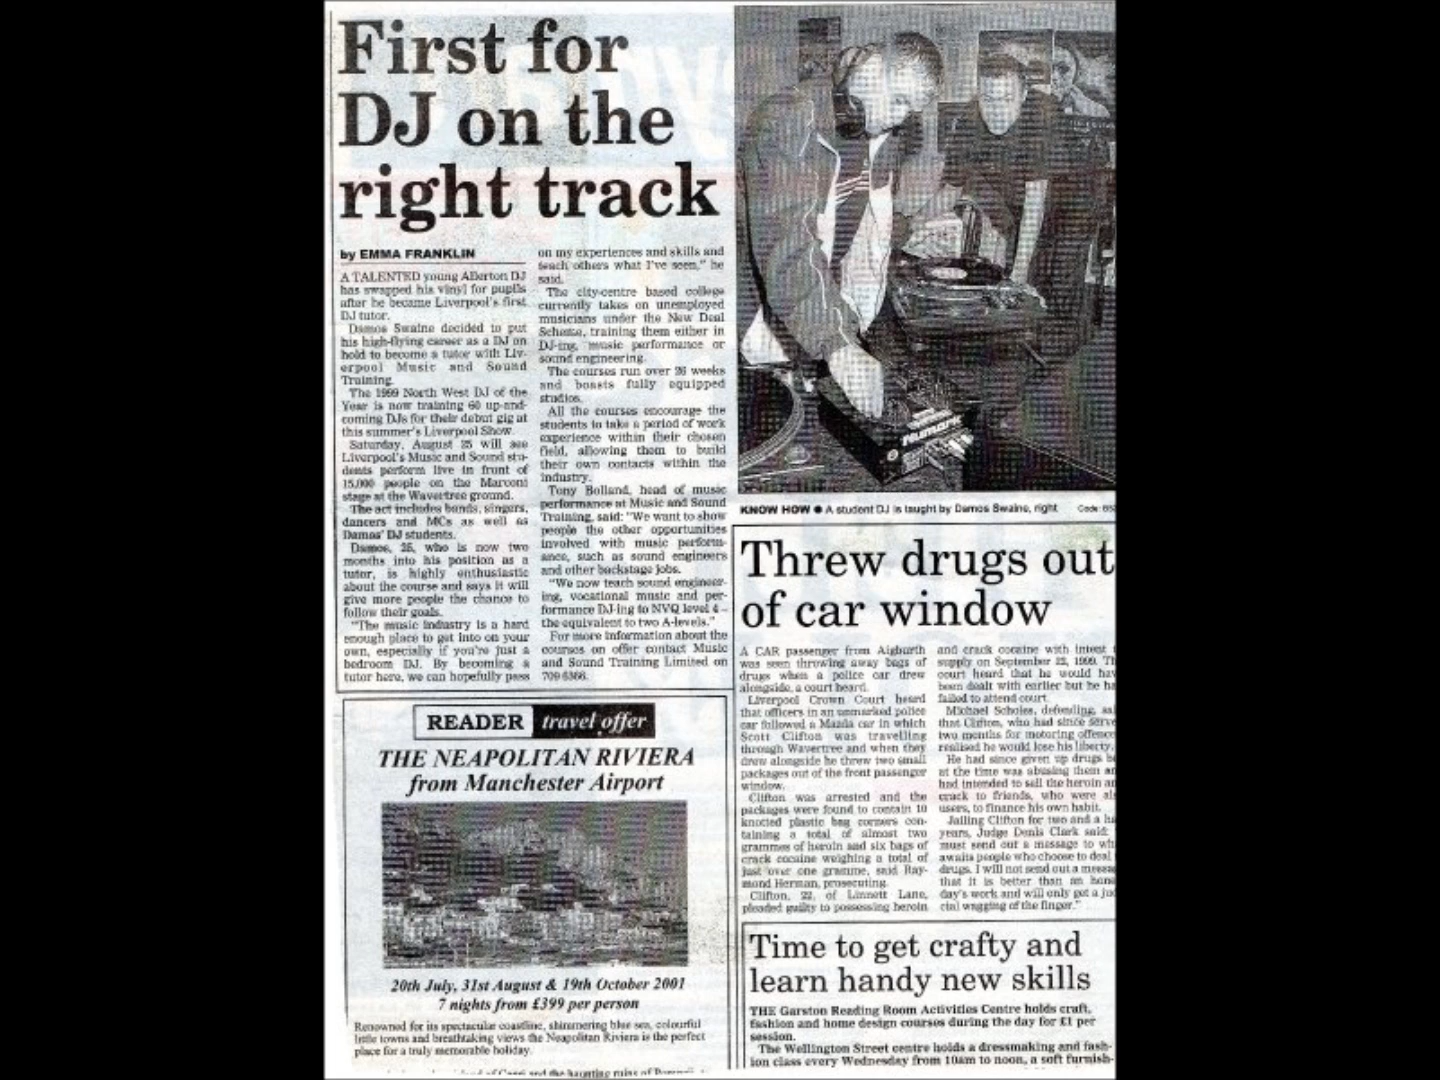 First for
DJ on the
right track
by EMMA FRANKLIN
A TALENTED young Allerton DJ
has swapped his vinyl for pupils
after he became Liverpool's first
DJ tutor.
Damos Swaine decided to put
his high-flying career as a DJ on
hold to become a tutor with Liv-
erpool Music and Sound
Training.
The 1999 North West DJ of the
Year is now training 60 up-and-
coming DJs for their debut gig at
this summer's Liverpool Show.
Saturday, August 25 will see
Liverpool's Music and Sound stu-
dents perform live in front of
15,000 people on the Marconi
stage at the Wavertree ground.
The act includes bands, singers,
dancers and MCs as well as
Damos' DJ students.
Damos, 25, who is now two
months into his position as a
tutor, is highly enthusiastic
about the course and says it will
give more people the chance to
follow their goals.
"The music industry is a hard
enough place to get into on your
own, especially if you're just a
bedroom DJ. By becoming a
tutor here, we can hopefully pass
on my experiences and skills and
teach others what I've seen," he
said.
The city-centre based college
currently takes on unemployed
musicians under the New Deal
Scheme, training them either in
DJ-ing, music performance or
sound engineering.
The courses run over 26 weeks
and boasts fully equipped
studios.
All the courses encourage the
students to take a period of work
experience within their chosen
field, allowing them to build
their own contacts within the
industry.
Tony Bolland, head of music
performance at Music and Sound
Training, said: "We want to show
people the other opportunities
involved with music perform-
ance, such as sound engineers
and other backstage jobs.
"We now teach sound engineer-
ing, vocational music and per-
formance DJ-ing to NVQ level 4 –
the equivalent to two A-levels."
For more information about the
courses on offer contact Music
and Sound Training Limited on
709 6366.
numark
KNOW HOW ● A student DJ is taught by Damos Swaine, right Code
Threw drugs out
of car window
A CAR passenger from Aigburth
was seen throwing away bags of
drugs when a police car drew
alongside, a court heard.
Liverpool Crown Court heard
that officers in an unmarked police
car followed a Mazda car in which
Scott Clifton was travelling
through Wavertree and when they
drew alongside he threw two small
packages out of the front passenger
window.
Clifton was arrested and the
packages were found to contain 10
knotted plastic bag corners con-
taining a total of almost two
grammes of heroin and six bags of
crack cocaine weighing a total of
just over one gramme, said Ray-
mond Herman, prosecuting.
Clifton, 22, of Linnett Lane,
pleaded guilty to possessing heroin
and crack cocaine with intent
supply on September 22, 1999. Th
court heard that he would hav
been dealt with earlier but he ha
failed to attend court.
Michael Scholes, defending, sai
that Clifton, who had since serve
two months for motoring offence
realised he would lose his liberty.
He had since given up drugs b
at the time was abusing them an
had intended to sell the heroin an
crack to friends, who were als
users, to finance his own habit.
Jailing Clifton for two and a ha
years, Judge Denis Clark said:
must send out a message to wh
awaits people who choose to deal
drugs. I will not send out a messa
that it is better than an hone
day's work and will only get a ju
cial wagging of the finger."
READER travel offer
THE NEAPOLITAN RIVIERA
from Manchester Airport
20th July, 31st August & 19th October 2001
7 nights from £399 per person
Renowned for its spectacular coastline, shimmering blue sea, colourful
little towns and breathtaking views the Neapolitan Riviera is the perfect
place for a truly memorable holiday.
of Capri and the haunting ruins of
Time to get crafty and
learn handy new skills
THE Garston Reading Room Activities Centre holds craft,
fashion and home design courses during the day for £1 per
session.
The Wellington Street centre holds a dressmaking and fash-
ion class every Wednesday from 10am to noon, a soft furnish-